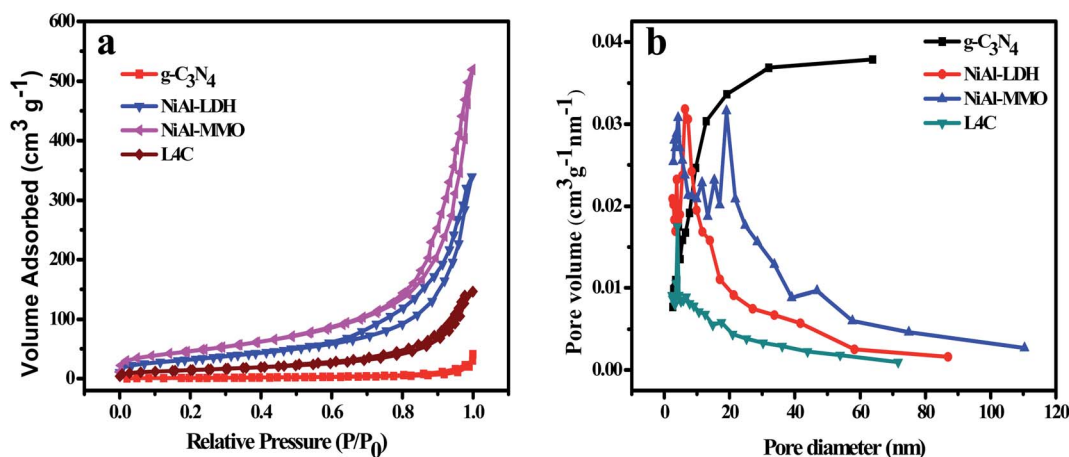 a
600
500
400
300
200
100
0
Volume Adsorbed (cm³ g⁻¹)
g-C₃N₄
NiAl-LDH
NiAl-MMO
L4C
0.0 0.2 0.4 0.6 0.8 1.0
Relative Pressure (P/P₀)
b
0.04
0.03
0.02
0.01
0.00
Pore volume (cm³g⁻¹nm⁻¹)
g-C₃N₄
NiAl-LDH
NiAl-MMO
L4C
0 20 40 60 80 100 120
Pore diameter (nm)